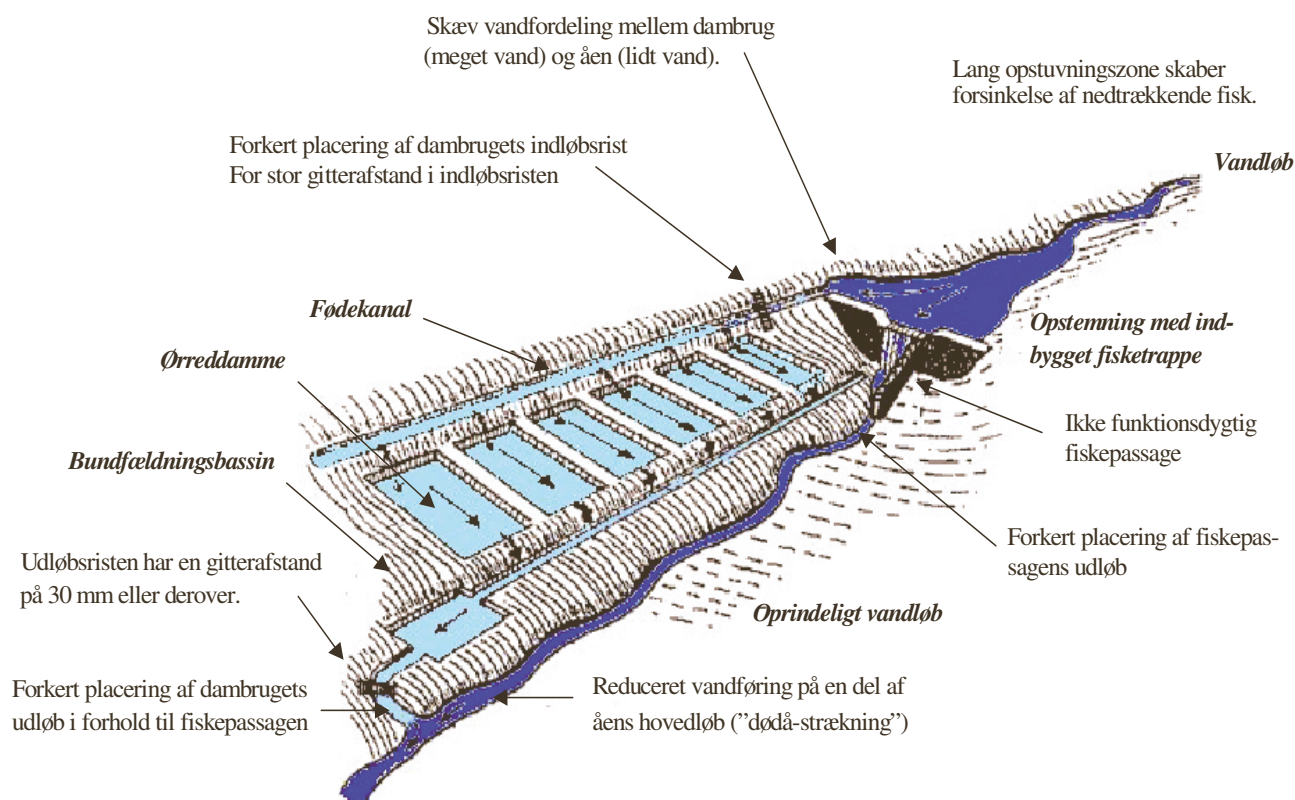 Skæv vandfordeling mellem dambrug
(meget vand) og åen (lidt vand).
Lang opstuvningszone skaber
forsinkelse af nedtrækkende fisk.
Forkert placering af dambrugets indløbsrist
For stor gitterafstand i indløbsristen
Vandløb
Fødekanal
Ørreddamme
Opstemning med ind-
bygget fisketrappe
Ikke funktionsdygtig
fiskepassage
Bundfældningsbassin
Forkert placering af fiskepas-
sagens udløb
Udløbsristen har en gitterafstand
på 30 mm eller derover.
Oprindeligt vandløb
Forkert placering af dambrugets
udløb i forhold til fiskepassagen
Reduceret vandføring på en del af
åens hovedløb (”dødå-strækning”)